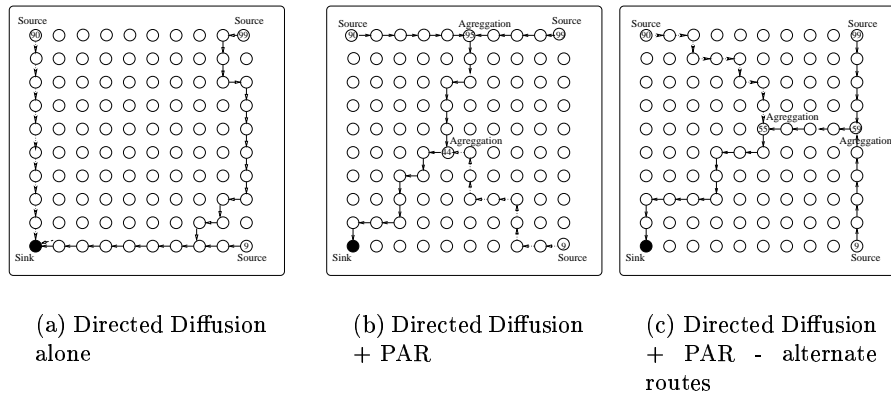 Source
Source
90
99
9
Sink
Source
Source
Agreggation
Source
90
95
99
Agreggation
44
9
Sink
Source
Source
Source
90
99
Agreggation
55
59
Agreggation
9
Sink
Source
(a) Directed Diffusion
alone
(b) Directed Diffusion
+ PAR
(c) Directed Diffusion
+ PAR - alternate
routes